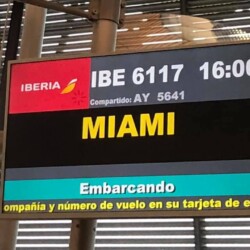 IBERIA IBE 6117 16:00
Compartido: AY 5641
MIAMI
Embarcando
ompañía y número de vuelo en su tarjeta de e